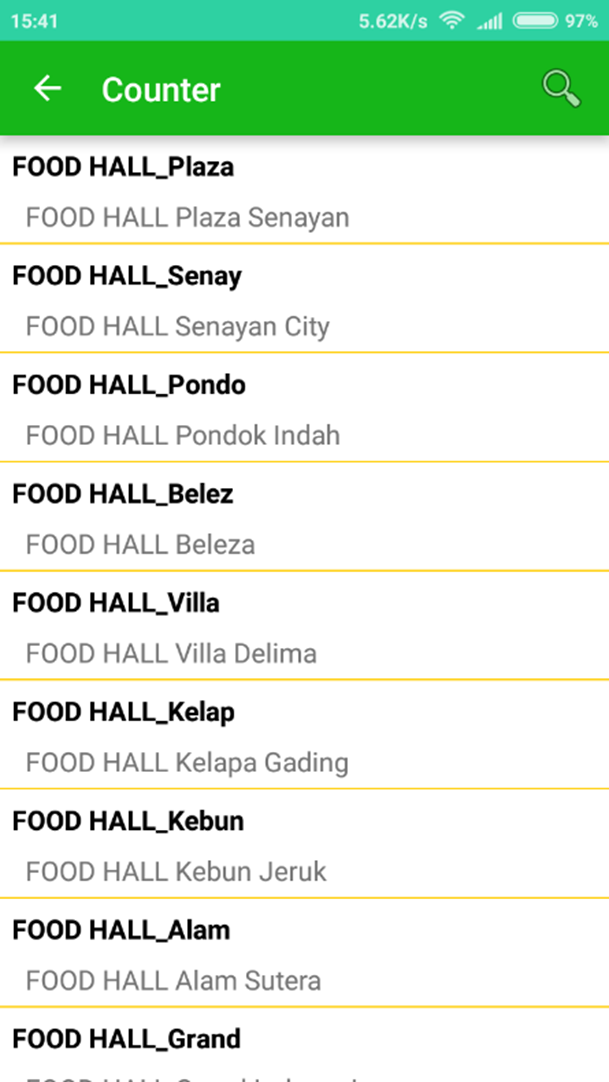 15:41 5.62K/s 97%
Counter
FOOD HALL_Plaza
FOOD HALL Plaza Senayan
FOOD HALL_Senay
FOOD HALL Senayan City
FOOD HALL_Pondo
FOOD HALL Pondok Indah
FOOD HALL_Belez
FOOD HALL Beleza
FOOD HALL_Villa
FOOD HALL Villa Delima
FOOD HALL_Kelap
FOOD HALL Kelapa Gading
FOOD HALL_Kebun
FOOD HALL Kebun Jeruk
FOOD HALL_Alam
FOOD HALL Alam Sutera
FOOD HALL_Grand